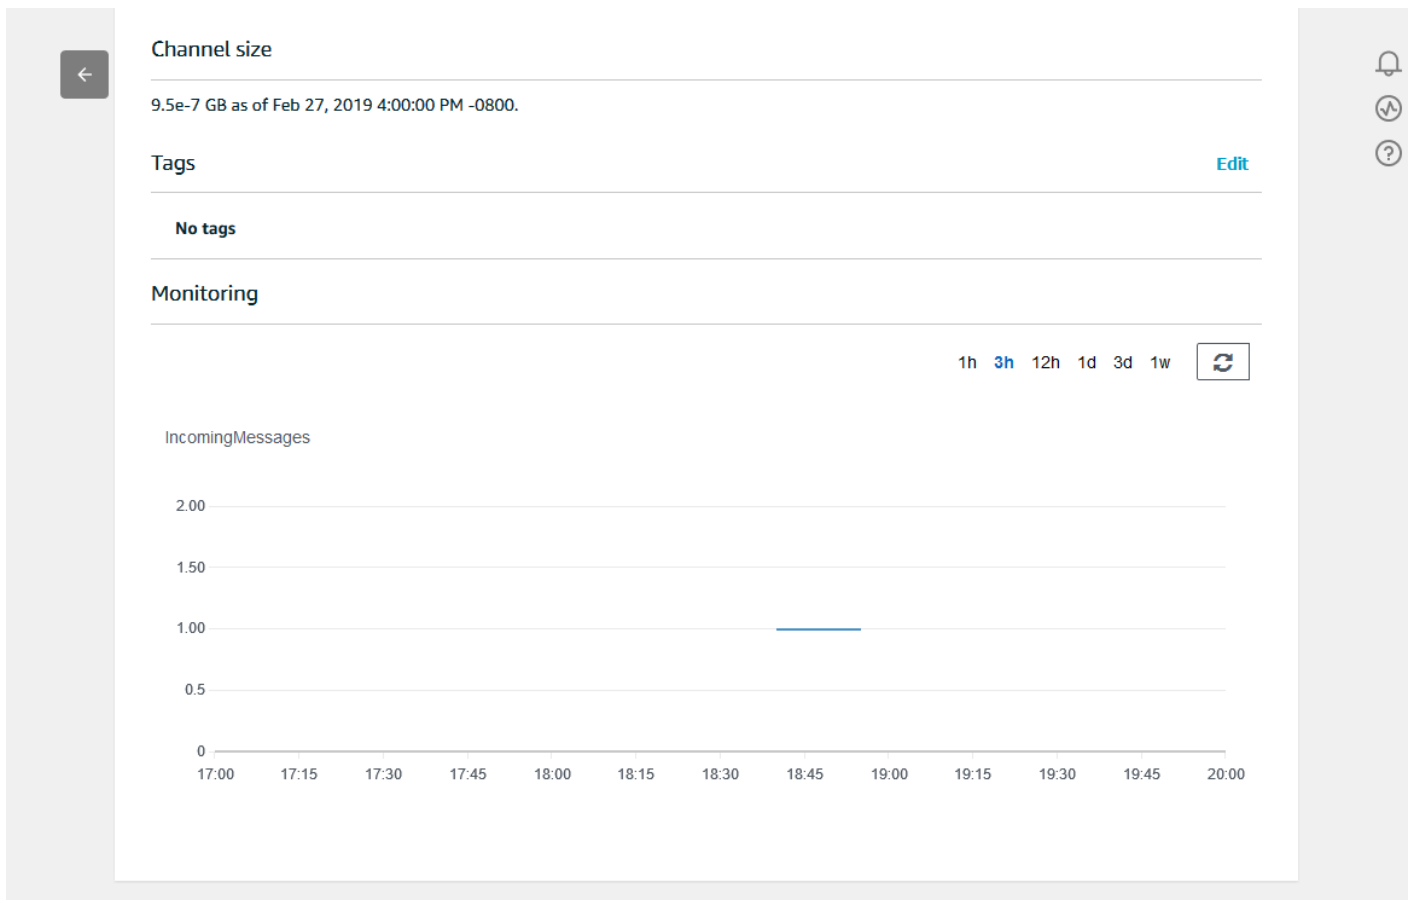 Channel size
9.5e-7 GB as of Feb 27, 2019 4:00:00 PM -0800.
Tags Edit
No tags
Monitoring
1h 3h 12h 1d 3d 1w
IncomingMessages
2.00
1.50
1.00
0.5
0
17:00 17:15 17:30 17:45 18:00 18:15 18:30 18:45 19:00 19:15 19:30 19:45 20:00